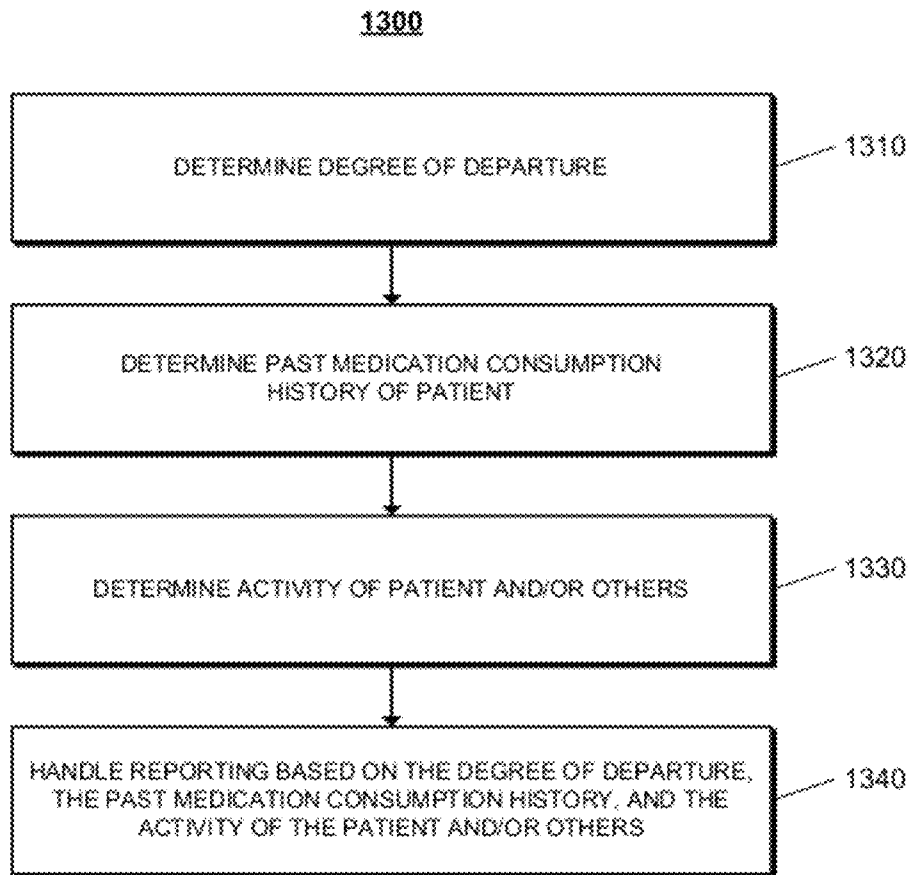 1300
DETERMINE DEGREE OF DEPARTURE
1310
DETERMINE PAST MEDICATION CONSUMPTION
HISTORY OF PATIENT
1320
DETERMINE ACTIVITY OF PATIENT AND/OR OTHERS
1330
HANDLE REPORTING BASED ON THE DEGREE OF DEPARTURE,
THE PAST MEDICATION CONSUMPTION HISTORY, AND THE
ACTIVITY OF THE PATIENT AND/OR OTHERS
1340